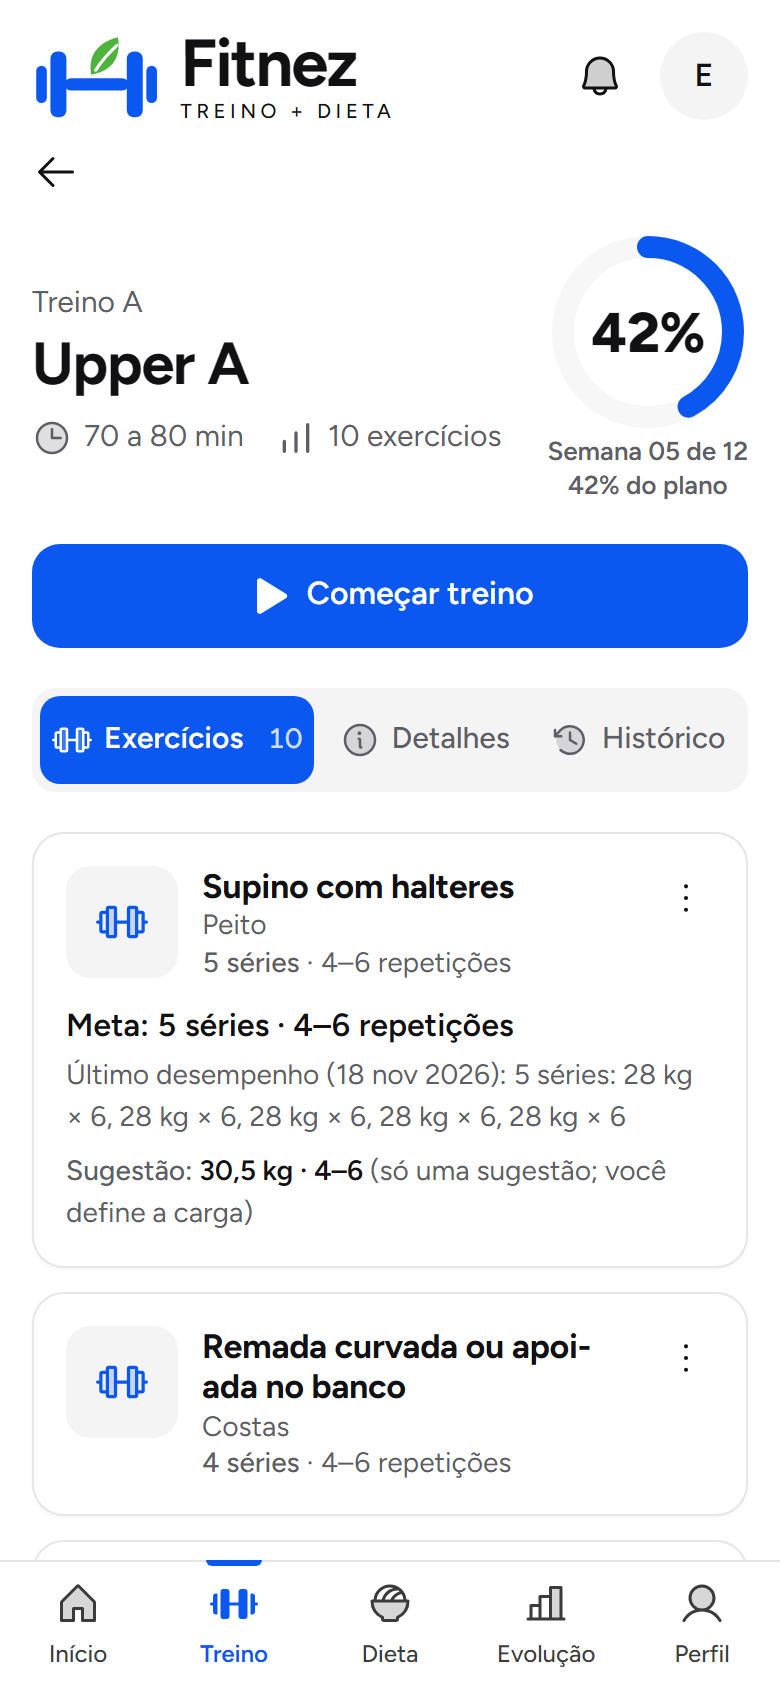 Fitnez
TREINO + DIETA
E
Treino A
Upper A
70 a 80 min
10 exercícios
42%
Semana 05 de 12
42% do plano
Começar treino
Exercícios 10
Detalhes
Histórico
Supino com halteres
Peito
5 séries · 4–6 repetições
Meta: 5 séries · 4–6 repetições
Último desempenho (18 nov 2026): 5 séries: 28 kg
× 6, 28 kg × 6, 28 kg × 6, 28 kg × 6, 28 kg × 6
Sugestão: 30,5 kg · 4–6 (só uma sugestão; você
define a carga)
Remada curvada ou apoi-
ada no banco
Costas
4 séries · 4–6 repetições
Início
Treino
Dieta
Evolução
Perfil